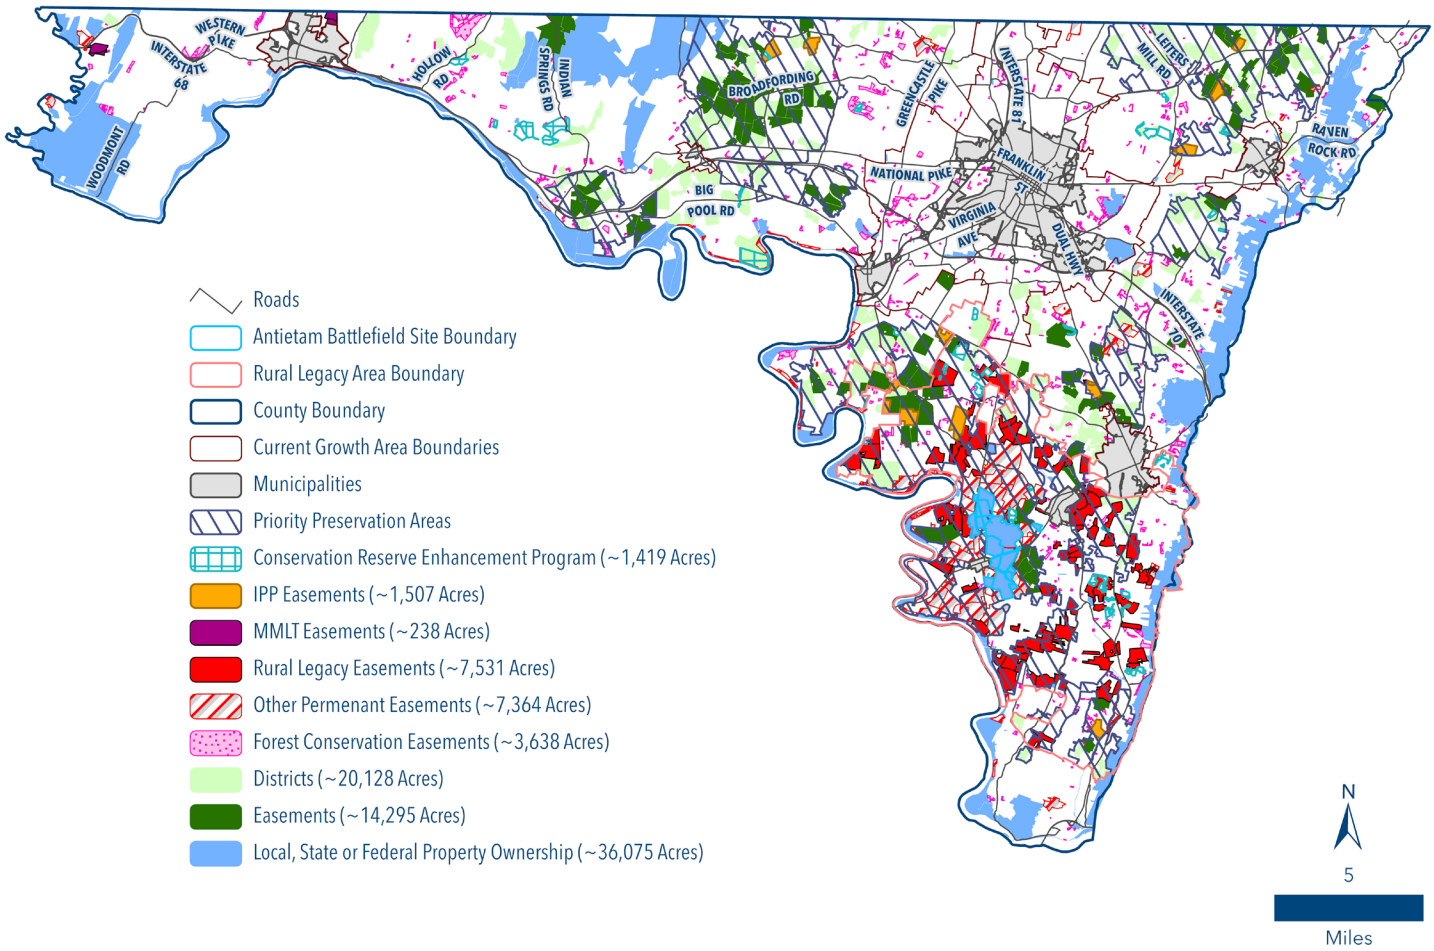 WESTERN
PIKE
INTERSTATE
68
WOODMONT
RD
HOLLOW
RD
INDIAN
SPRINGS RD
BROADFORDING
RD
GREENCASTLE
PIKE
INTERSTATE 81
LEITERS
MILL RD
RAVEN
ROCK RD
NATIONAL PIKE
FRANKLIN
ST
BIG
POOL RD
VIRGINIA
AVE
DUAL HWY
INTERSTATE
70
Roads
Antietam Battlefield Site Boundary
Rural Legacy Area Boundary
County Boundary
Current Growth Area Boundaries
Municipalities
Priority Preservation Areas
Conservation Reserve Enhancement Program (~1,419 Acres)
IPP Easements (~1,507 Acres)
MMLT Easements (~238 Acres)
Rural Legacy Easements (~7,531 Acres)
Other Permenant Easements (~7,364 Acres)
Forest Conservation Easements (~3,638 Acres)
Districts (~20,128 Acres)
Easements (~14,295 Acres)
Local, State or Federal Property Ownership (~36,075 Acres)
N
5
Miles